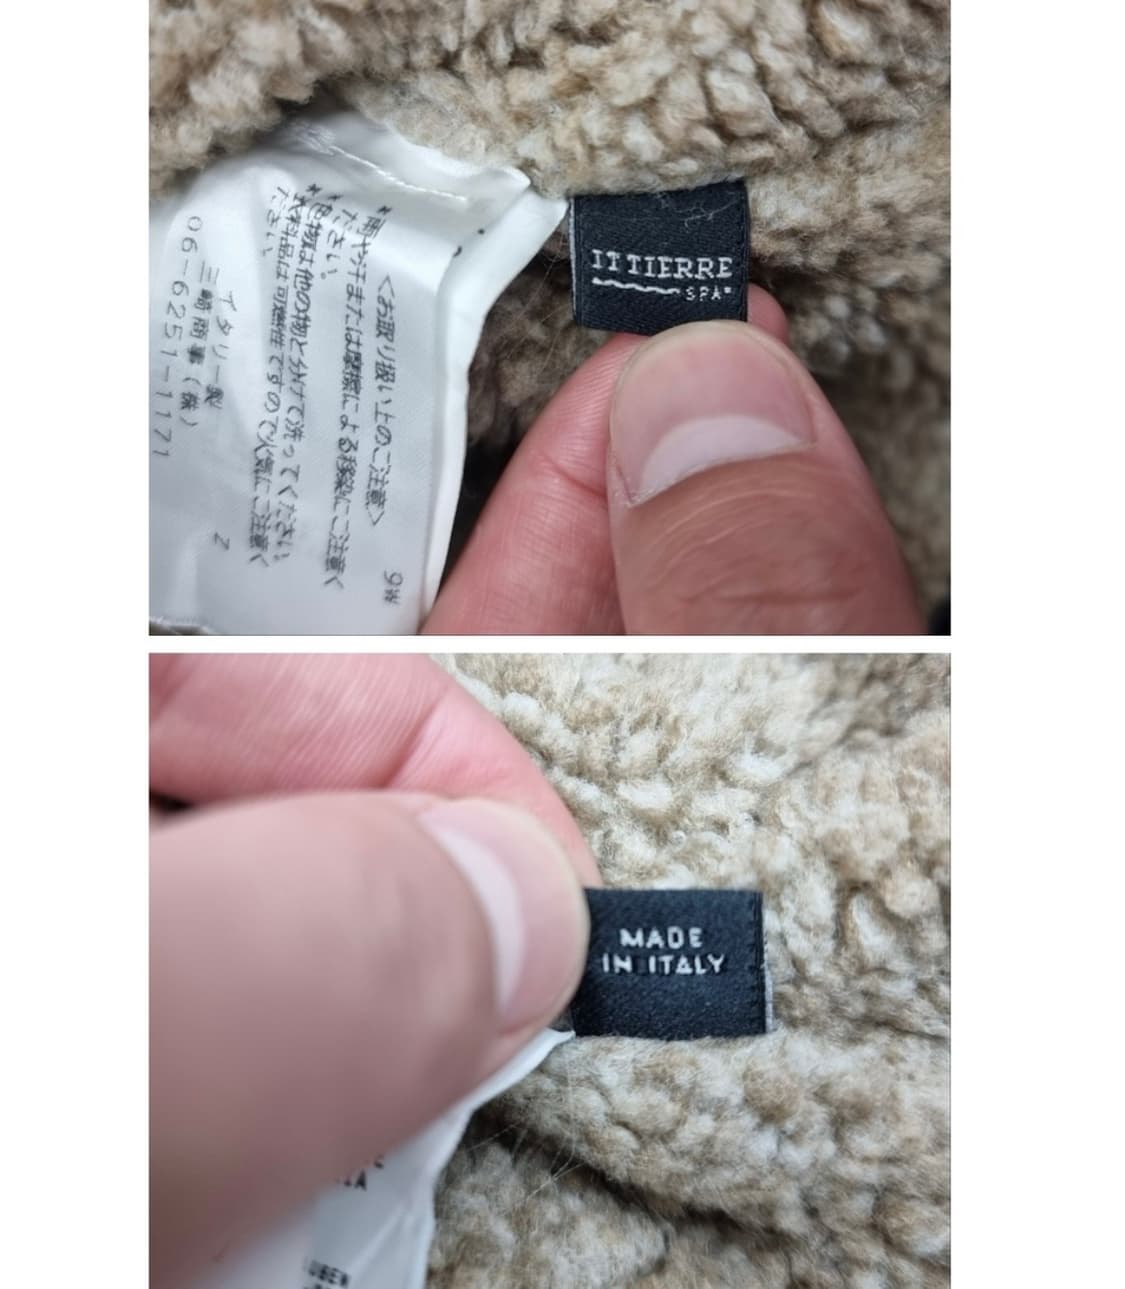 <お取り扱い上のご注意>
9W
*雨や汗または摩擦による移染にご注意く
ださい。
*色物は他の物と分けて洗ってください
*衣料品は可燃性ですので火気にご注意く
ださい。
Z
イタリー製
三崎商事(株)
06-6251-1171
ITTIERRE
SPA
MADE
IN ITALY